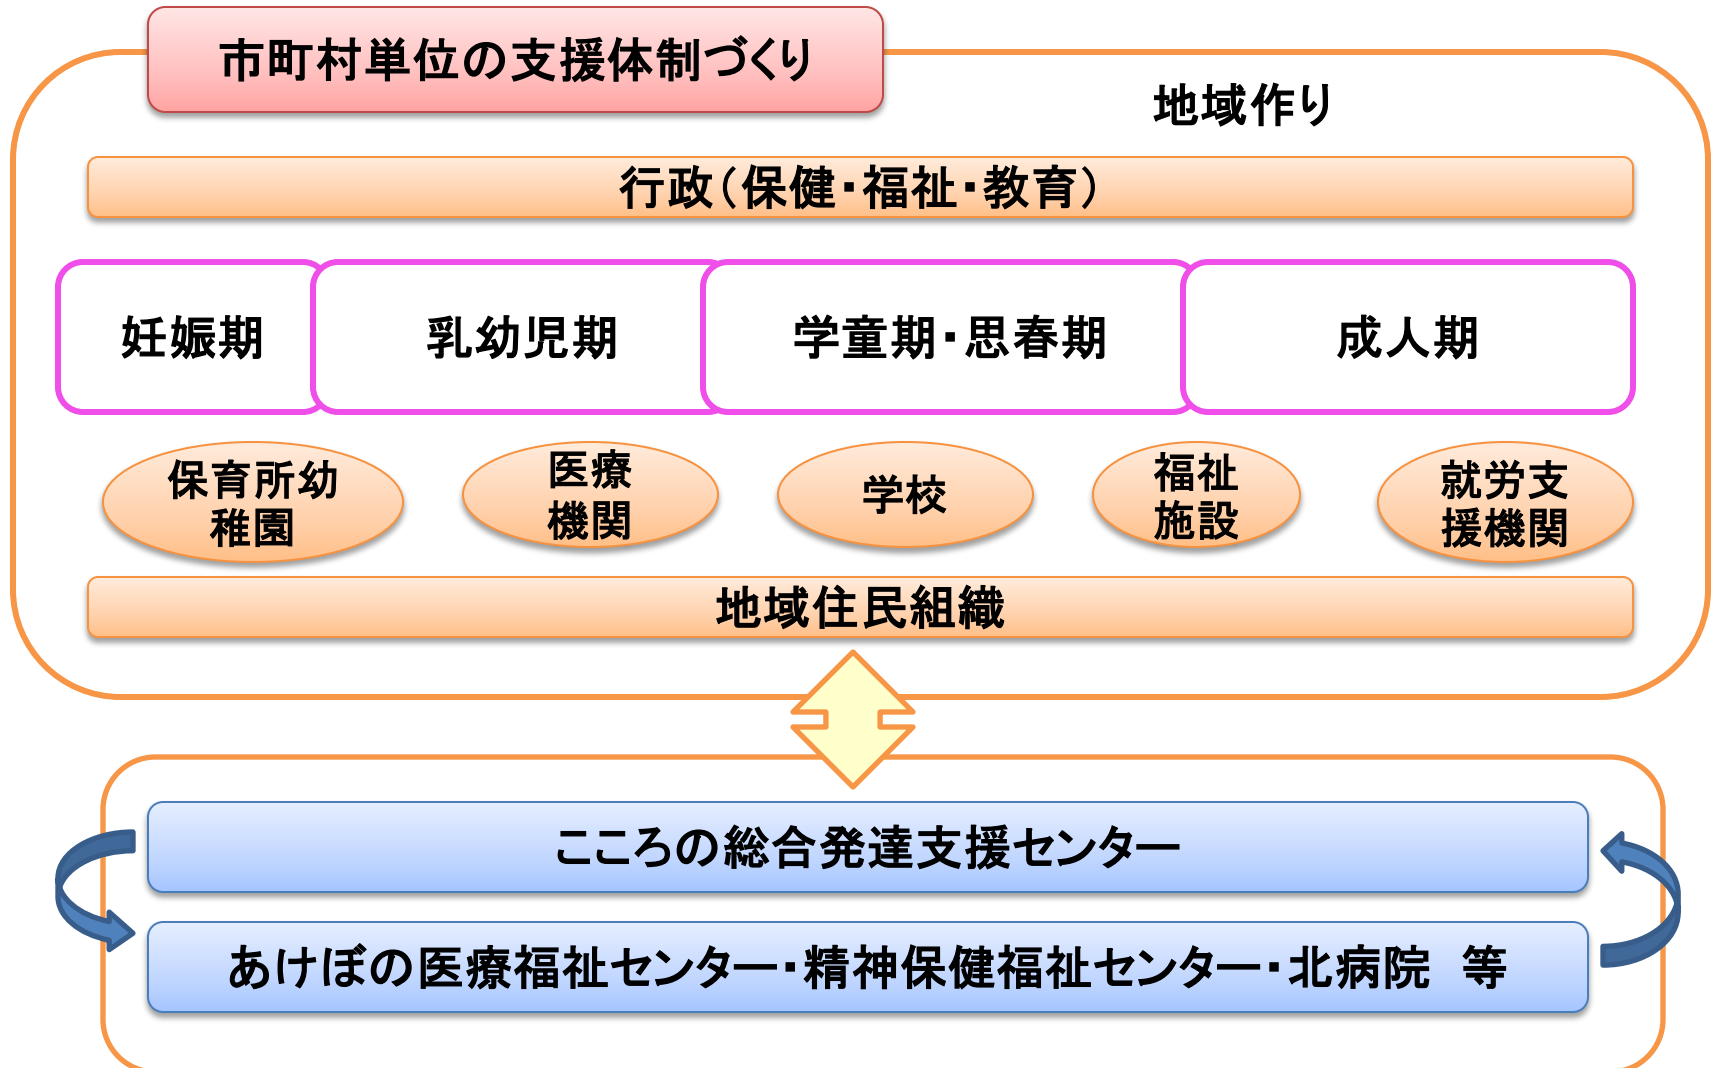 市町村単位の支援体制づくり
地域作り
行政（保健・福祉・教育）
妊娠期
乳幼児期
学童期・思春期
成人期
保育所幼
稚園
医療
機関
学校
福祉
施設
就労支
援機関
地域住民組織
こころの総合発達支援センター
あけぼの医療福祉センター・精神保健福祉センター・北病院　等